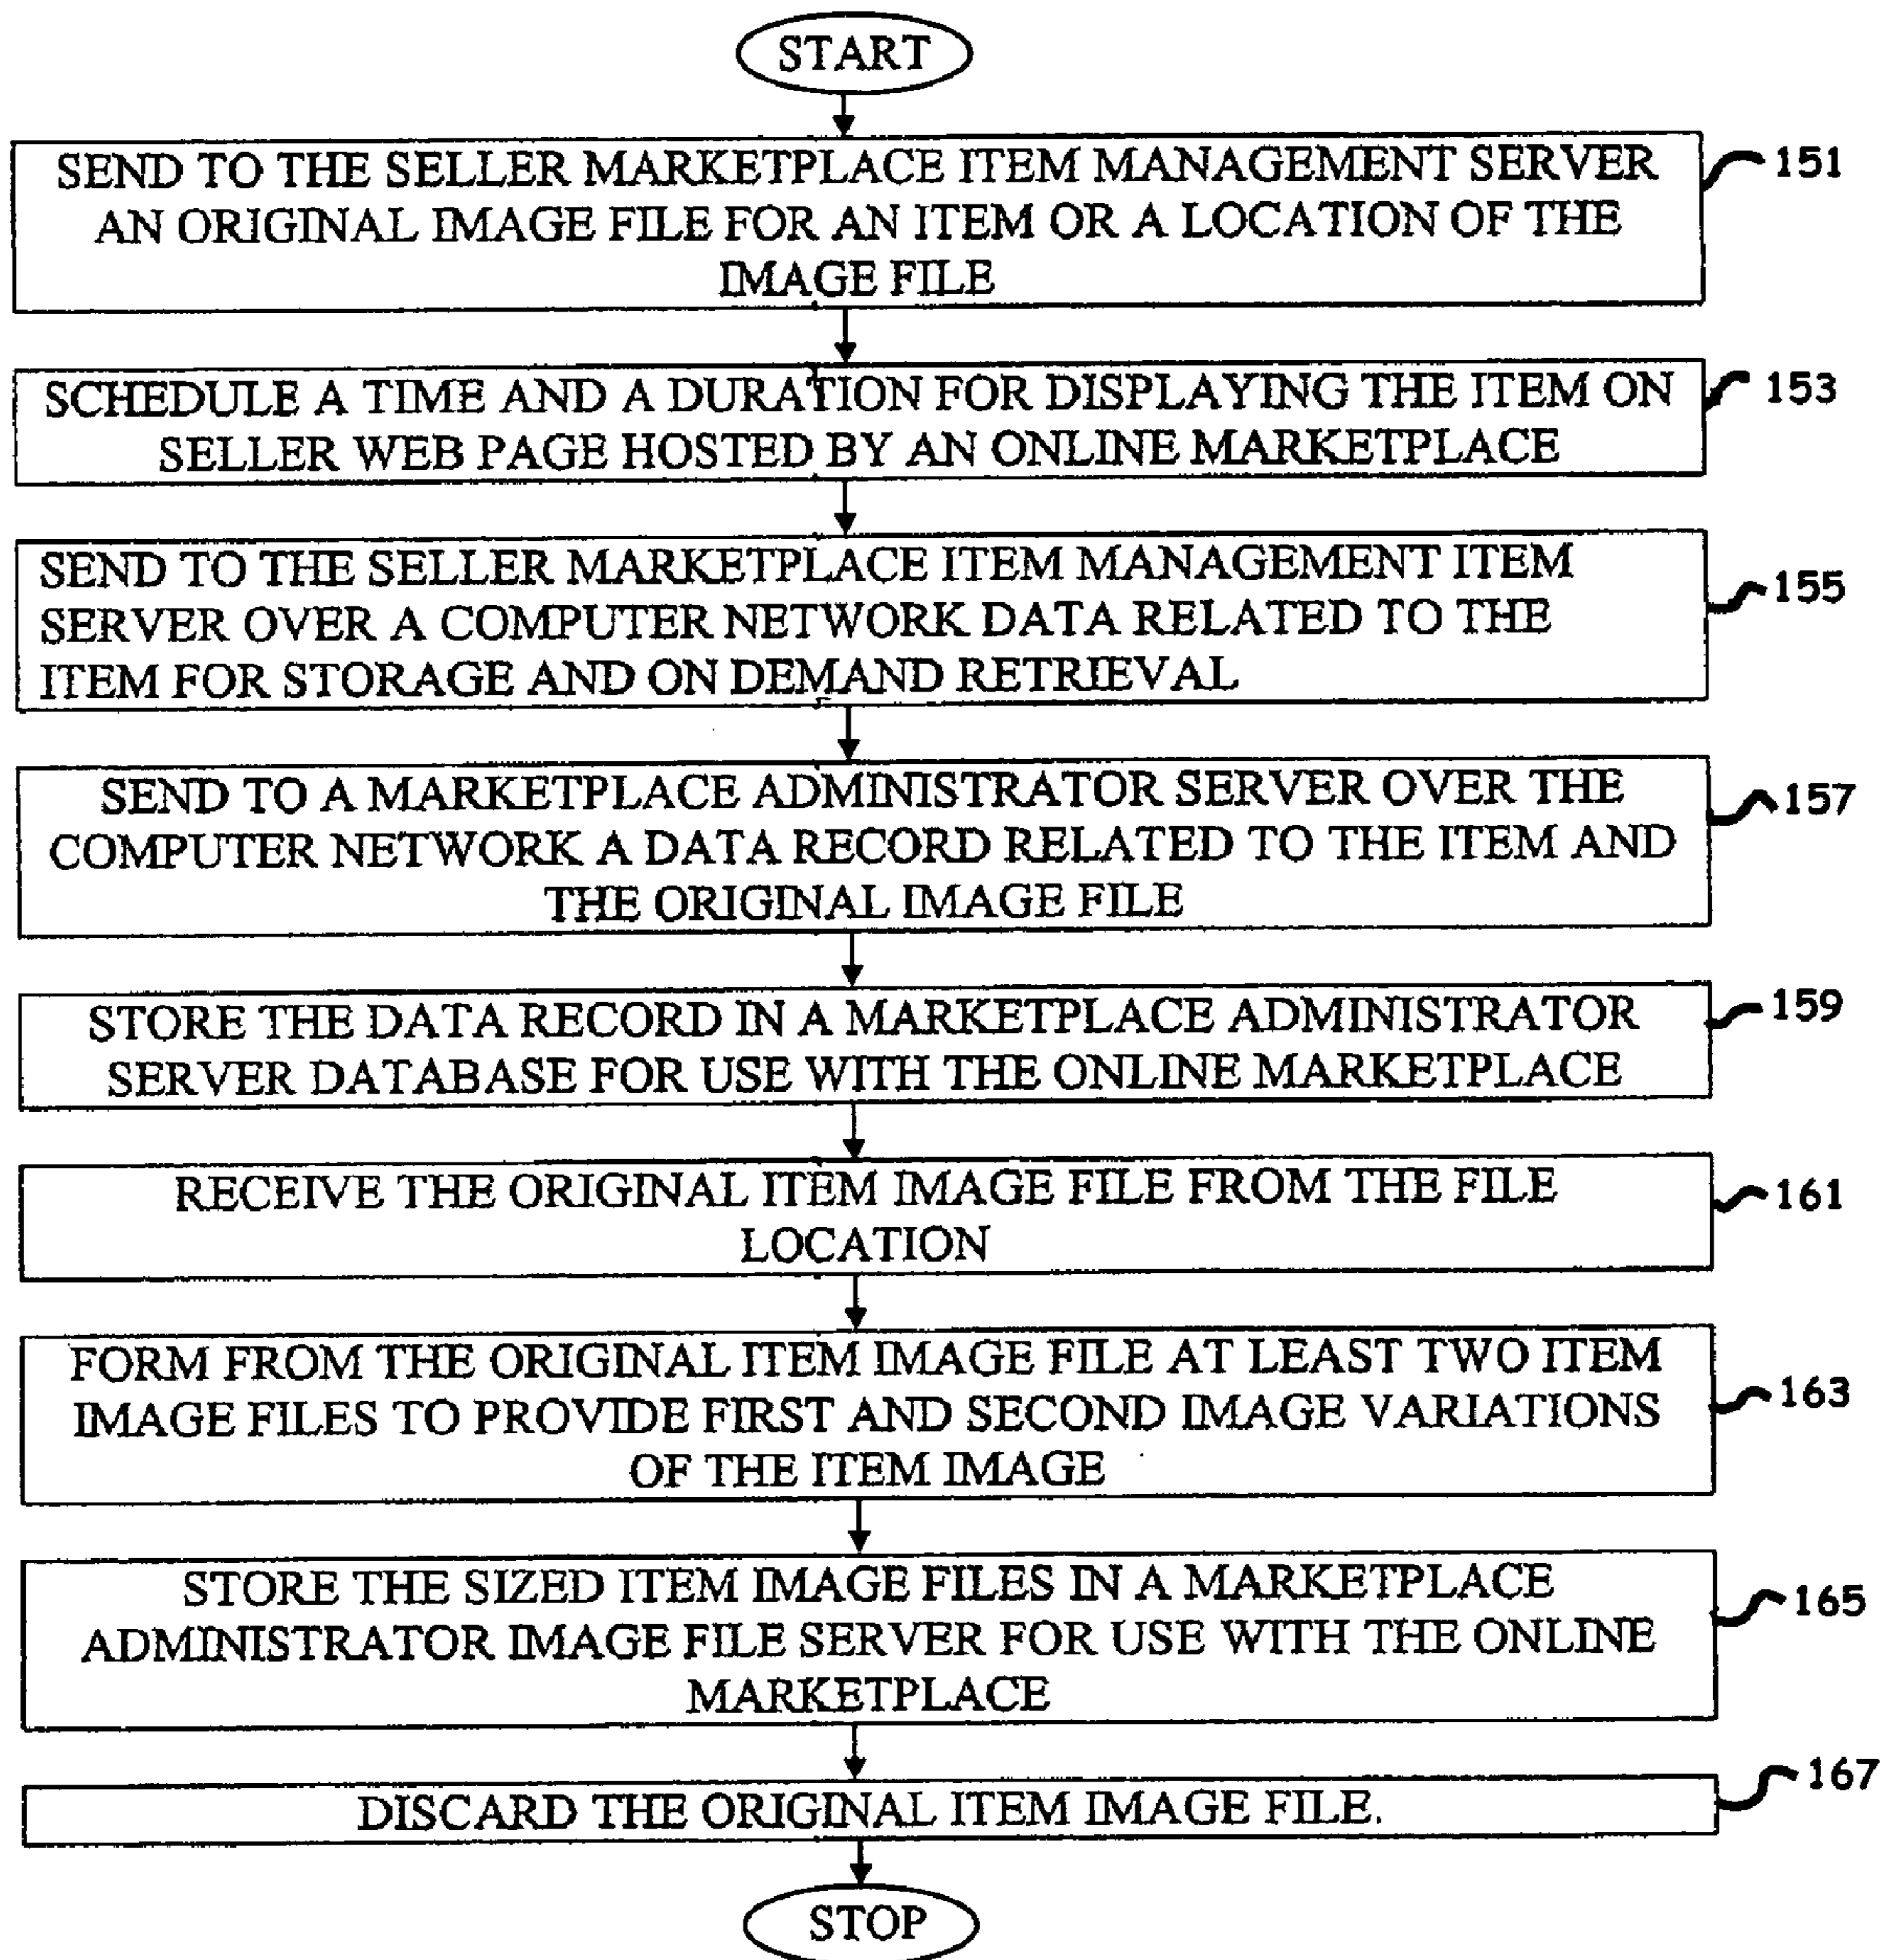 START
SEND TO THE SELLER MARKETPLACE ITEM MANAGEMENT SERVER
AN ORIGINAL IMAGE FILE FOR AN ITEM OR A LOCATION OF THE
IMAGE FILE
151
SCHEDULE A TIME AND A DURATION FOR DISPLAYING THE ITEM ON
SELLER WEB PAGE HOSTED BY AN ONLINE MARKETPLACE
153
SEND TO THE SELLER MARKETPLACE ITEM MANAGEMENT ITEM
SERVER OVER A COMPUTER NETWORK DATA RELATED TO THE
ITEM FOR STORAGE AND ON DEMAND RETRIEVAL
155
SEND TO A MARKETPLACE ADMINISTRATOR SERVER OVER THE
COMPUTER NETWORK A DATA RECORD RELATED TO THE ITEM AND
THE ORIGINAL IMAGE FILE
157
STORE THE DATA RECORD IN A MARKETPLACE ADMINISTRATOR
SERVER DATABASE FOR USE WITH THE ONLINE MARKETPLACE
159
RECEIVE THE ORIGINAL ITEM IMAGE FILE FROM THE FILE
LOCATION
161
FORM FROM THE ORIGINAL ITEM IMAGE FILE AT LEAST TWO ITEM
IMAGE FILES TO PROVIDE FIRST AND SECOND IMAGE VARIATIONS
OF THE ITEM IMAGE
163
STORE THE SIZED ITEM IMAGE FILES IN A MARKETPLACE
ADMINISTRATOR IMAGE FILE SERVER FOR USE WITH THE ONLINE
MARKETPLACE
165
DISCARD THE ORIGINAL ITEM IMAGE FILE.
167
STOP